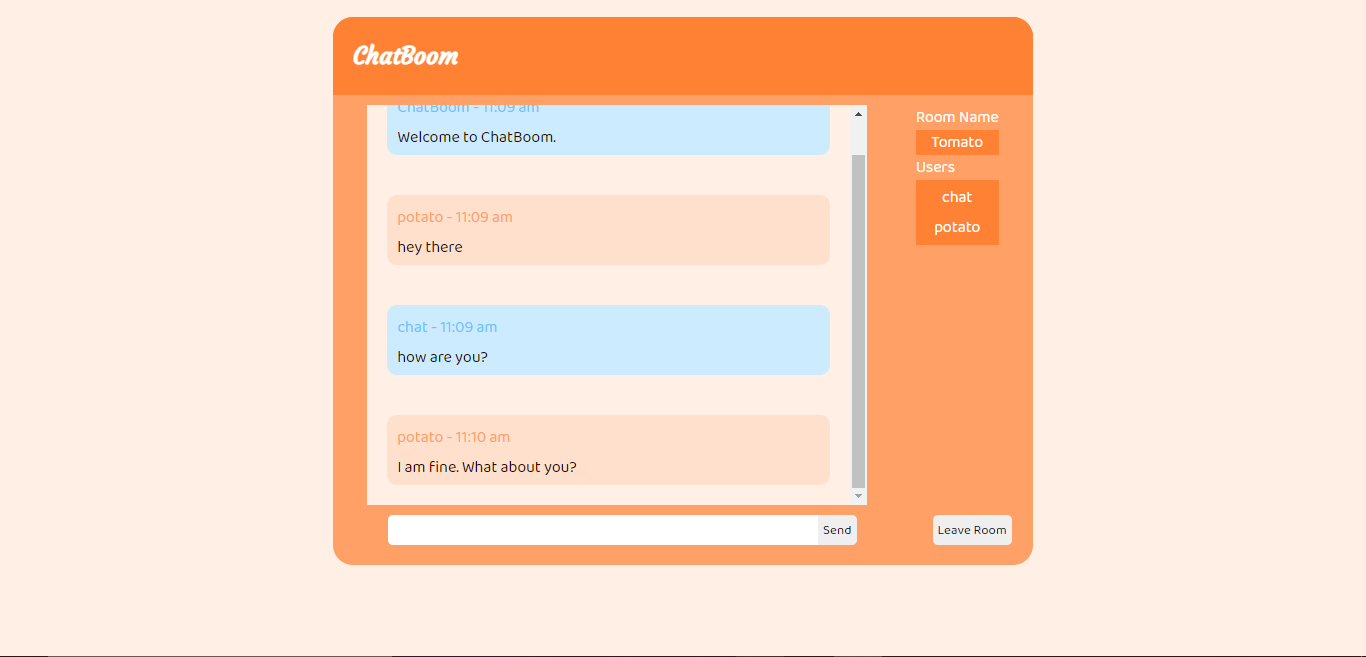 ChatBoom
ChatBoom - 11:09 am
Welcome to ChatBoom.
potato - 11:09 am
hey there
chat - 11:09 am
how are you?
potato - 11:10 am
I am fine. What about you?
Send
Room Name
Tomato
Users
chat
potato
Leave Room